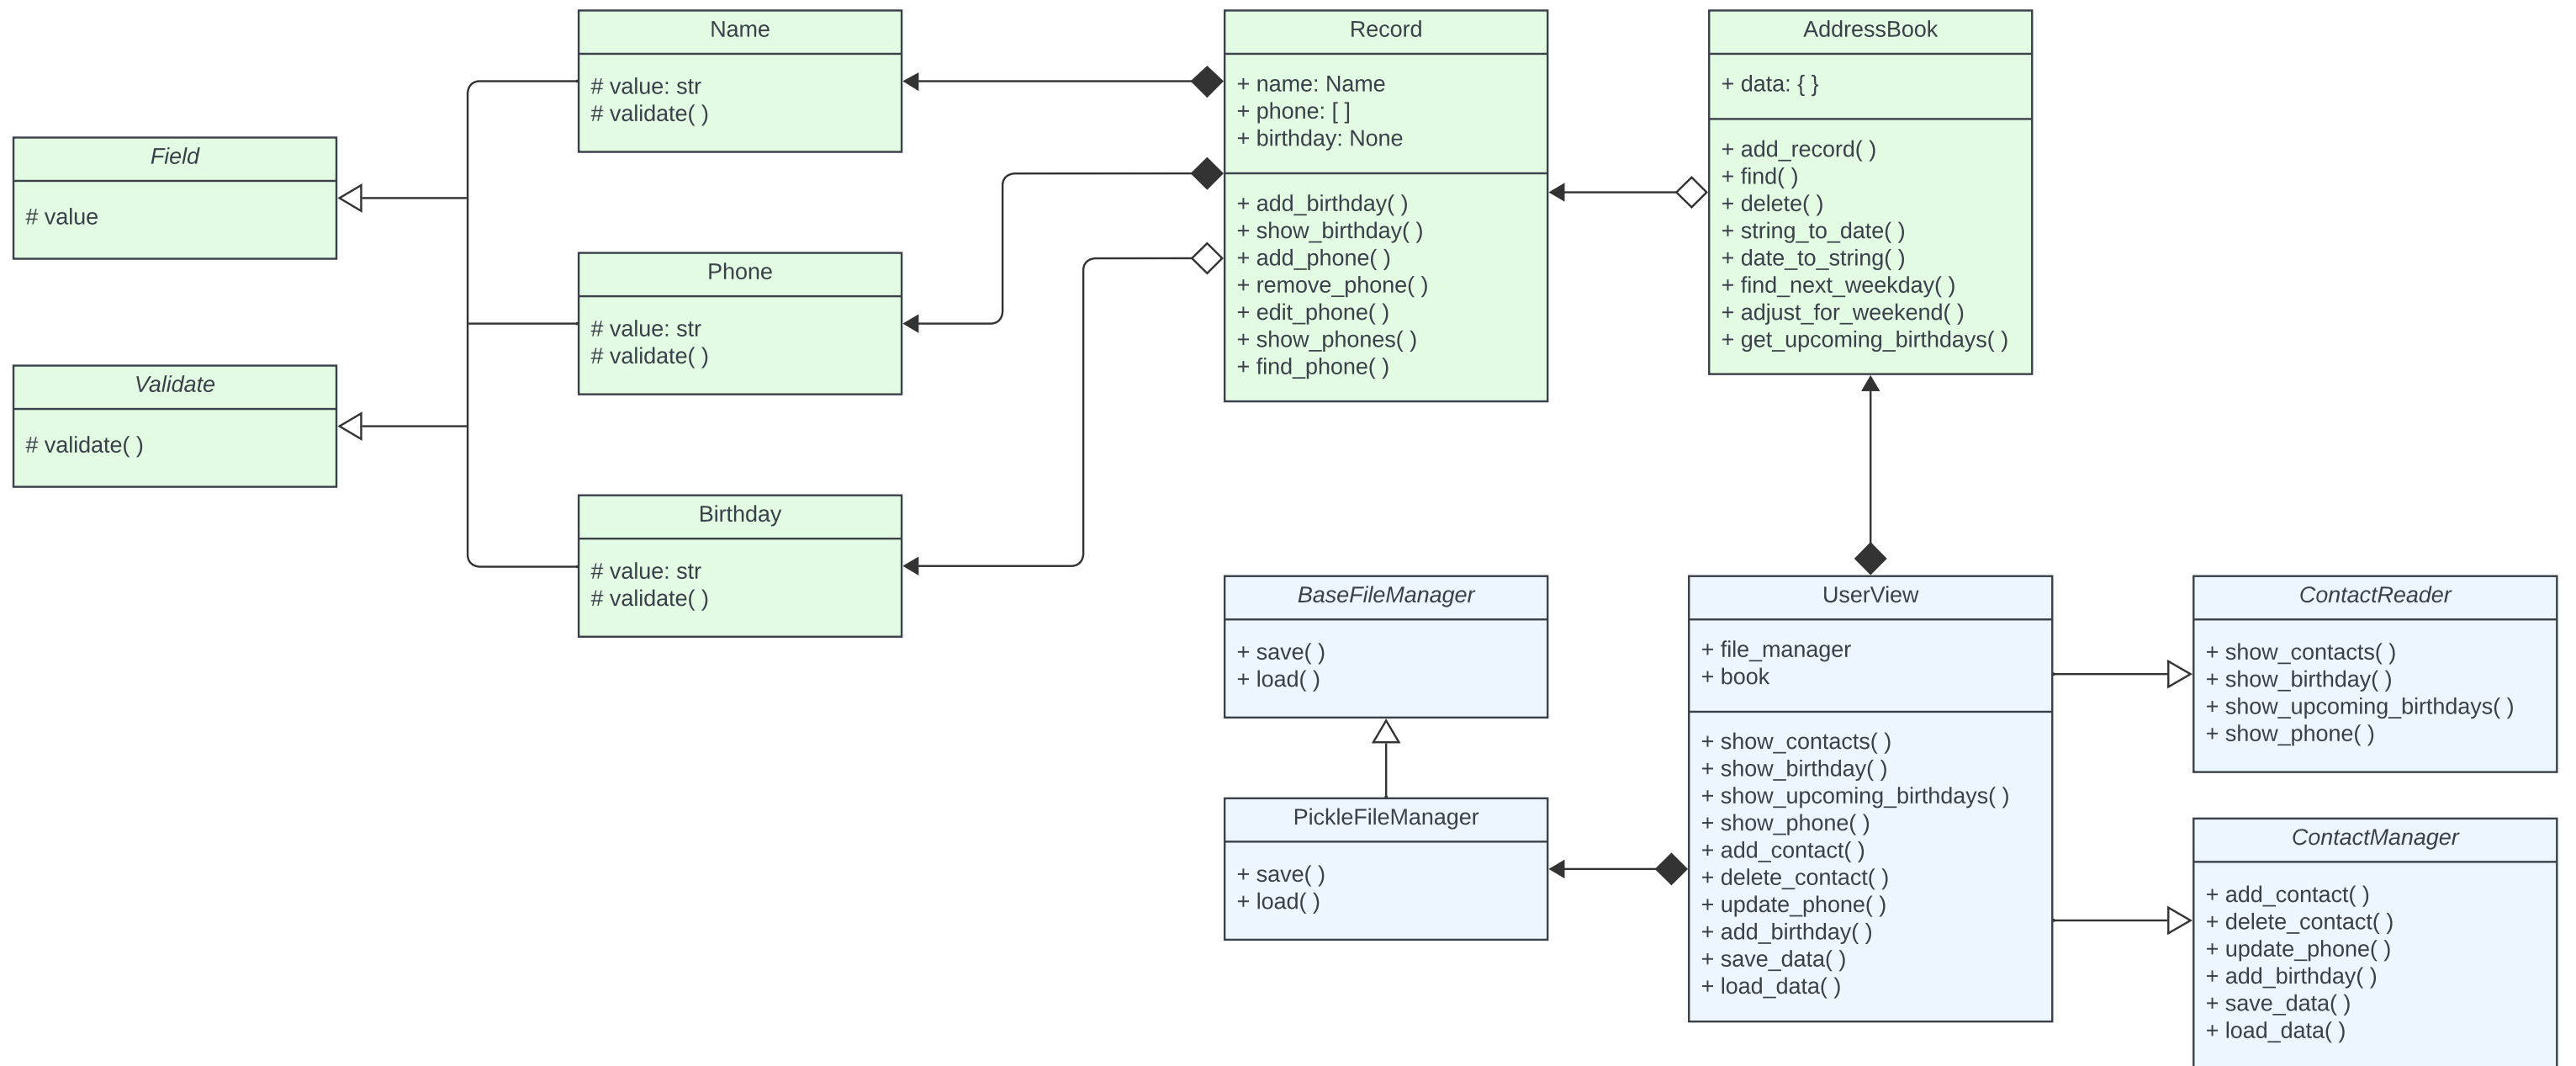 Field
# value
Validate
# validate( )
Name
# value: str
# validate( )
Phone
# value: str
# validate( )
Birthday
# value: str
# validate( )
Record
+ name: Name
+ phone: [ ]
+ birthday: None
+ add_birthday( )
+ show_birthday( )
+ add_phone( )
+ remove_phone( )
+ edit_phone( )
+ show_phones( )
+ find_phone( )
AddressBook
+ data: { }
+ add_record( )
+ find( )
+ delete( )
+ string_to_date( )
+ date_to_string( )
+ find_next_weekday( )
+ adjust_for_weekend( )
+ get_upcoming_birthdays( )
BaseFileManager
+ save( )
+ load( )
PickleFileManager
+ save( )
+ load( )
UserView
+ file_manager
+ book
+ show_contacts( )
+ show_birthday( )
+ show_upcoming_birthdays( )
+ show_phone( )
+ add_contact( )
+ delete_contact( )
+ update_phone( )
+ add_birthday( )
+ save_data( )
+ load_data( )
ContactReader
+ show_contacts( )
+ show_birthday( )
+ show_upcoming_birthdays( )
+ show_phone( )
ContactManager
+ add_contact( )
+ delete_contact( )
+ update_phone( )
+ add_birthday( )
+ save_data( )
+ load_data( )